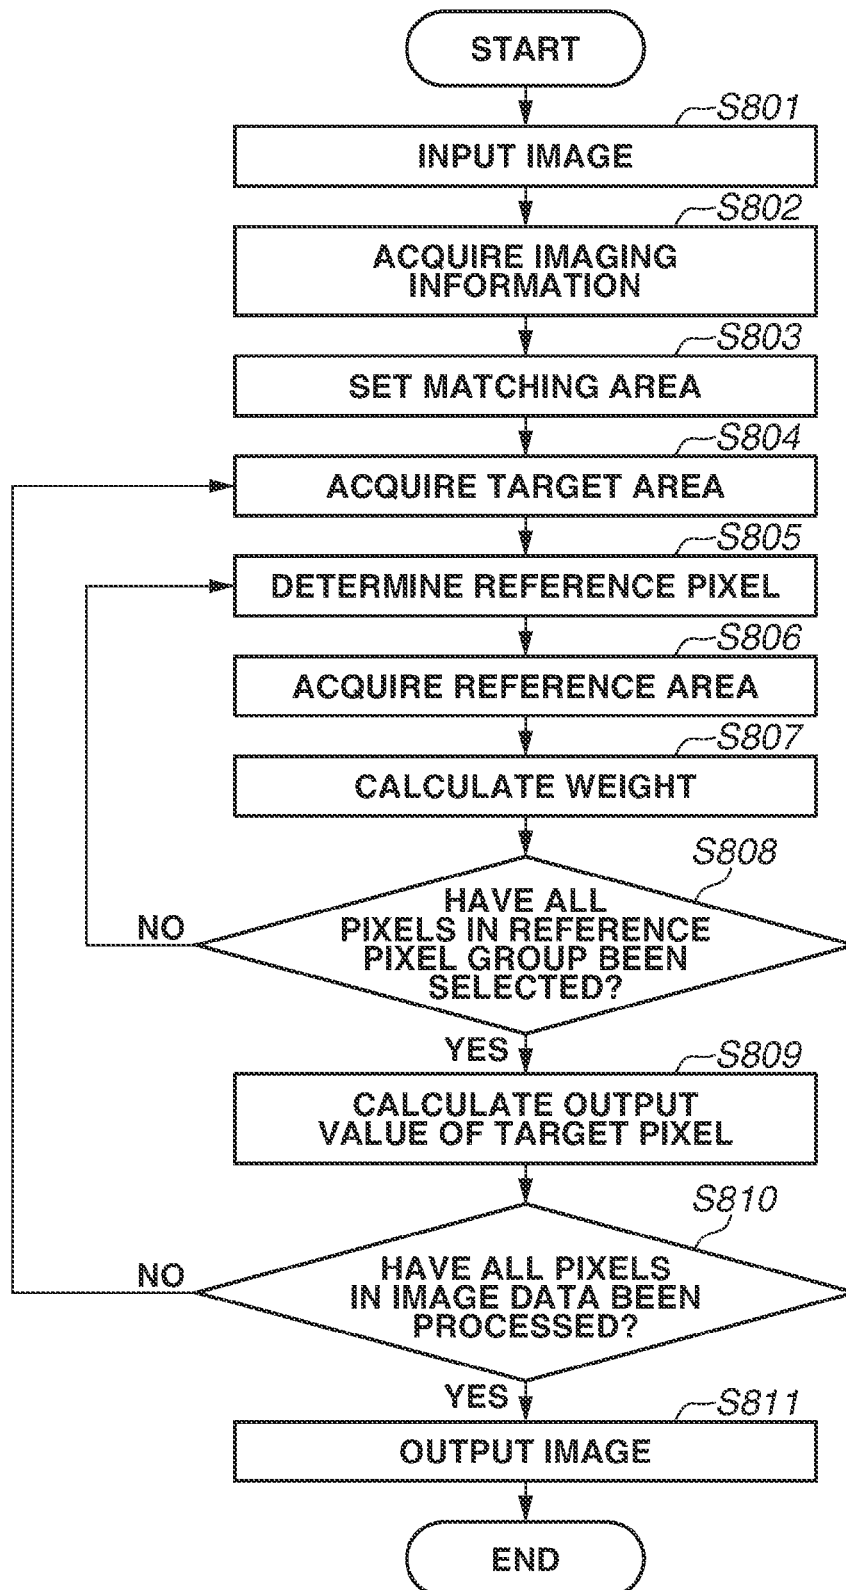 START
S801
INPUT IMAGE
S802
ACQUIRE IMAGING
INFORMATION
S803
SET MATCHING AREA
S804
ACQUIRE TARGET AREA
S805
DETERMINE REFERENCE PIXEL
S806
ACQUIRE REFERENCE AREA
S807
CALCULATE WEIGHT
S808
HAVE ALL
PIXELS IN REFERENCE
PIXEL GROUP BEEN
SELECTED?
NO
YES
S809
CALCULATE OUTPUT
VALUE OF TARGET PIXEL
S810
HAVE ALL PIXELS
IN IMAGE DATA BEEN
PROCESSED?
NO
YES
S811
OUTPUT IMAGE
END